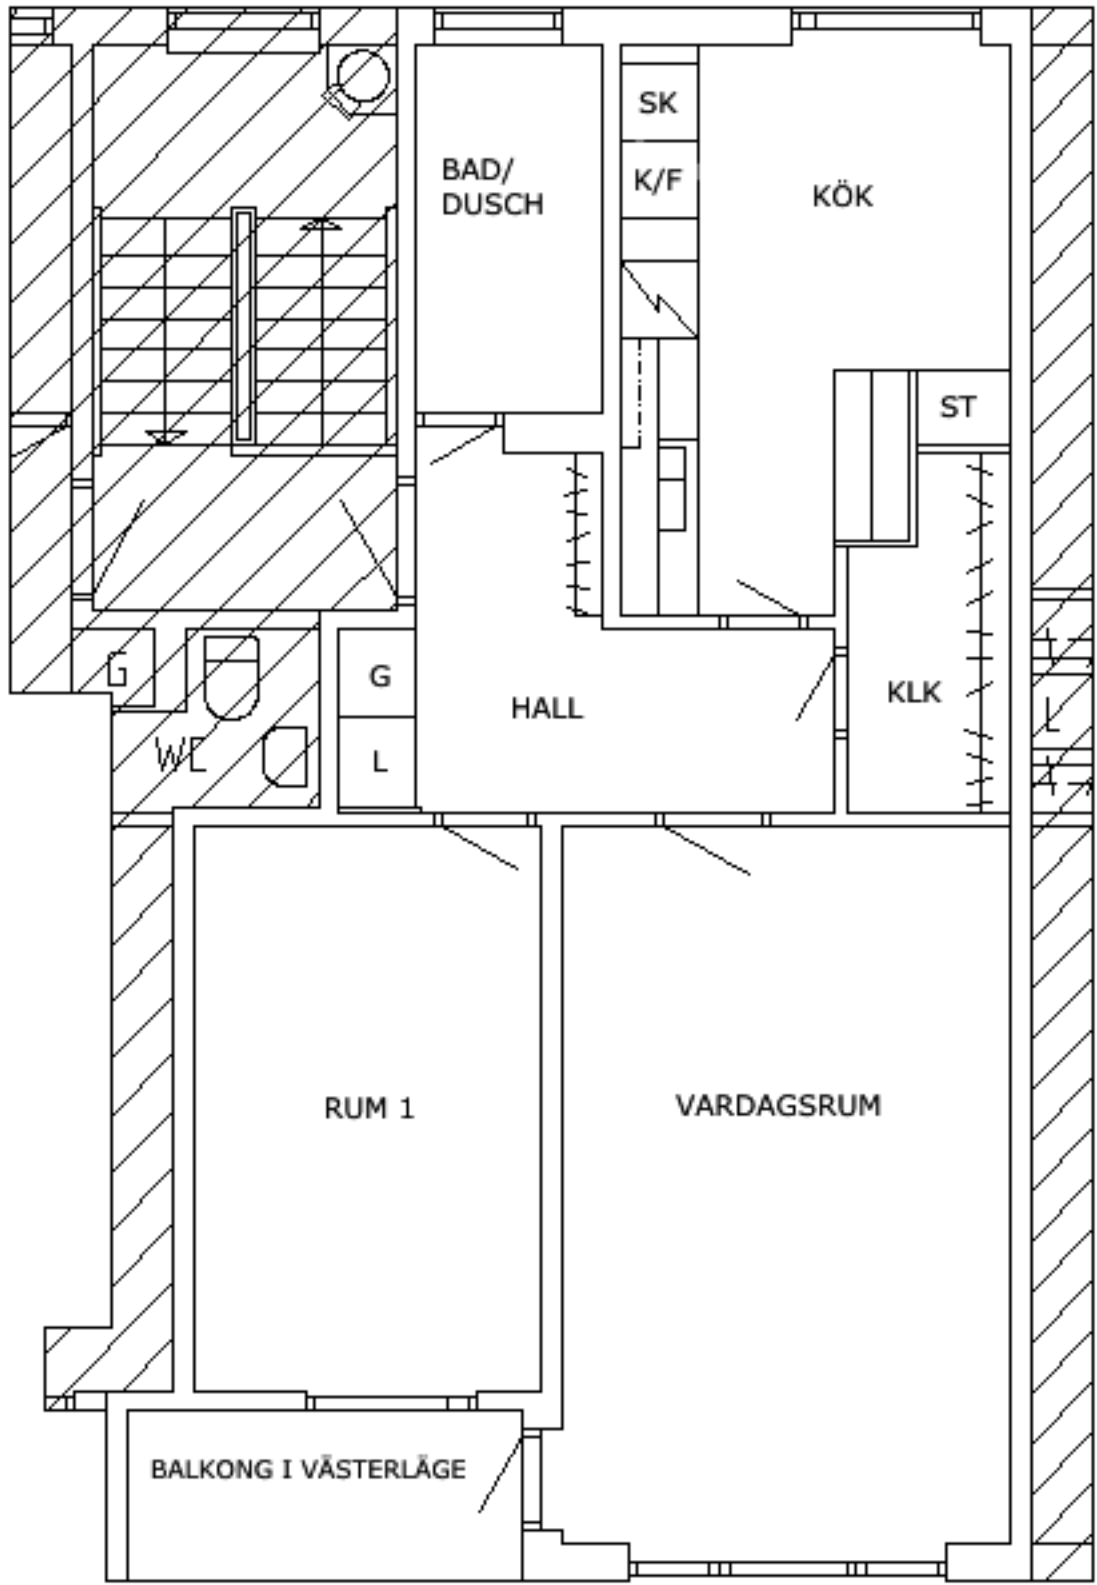 SK
BAD/
DUSCH
K/F
KÖK
ST
G
G
HALL
KLK
L
L
WC
RUM 1
VARDAGSRUM
BALKONG I VÄSTERLÄGE